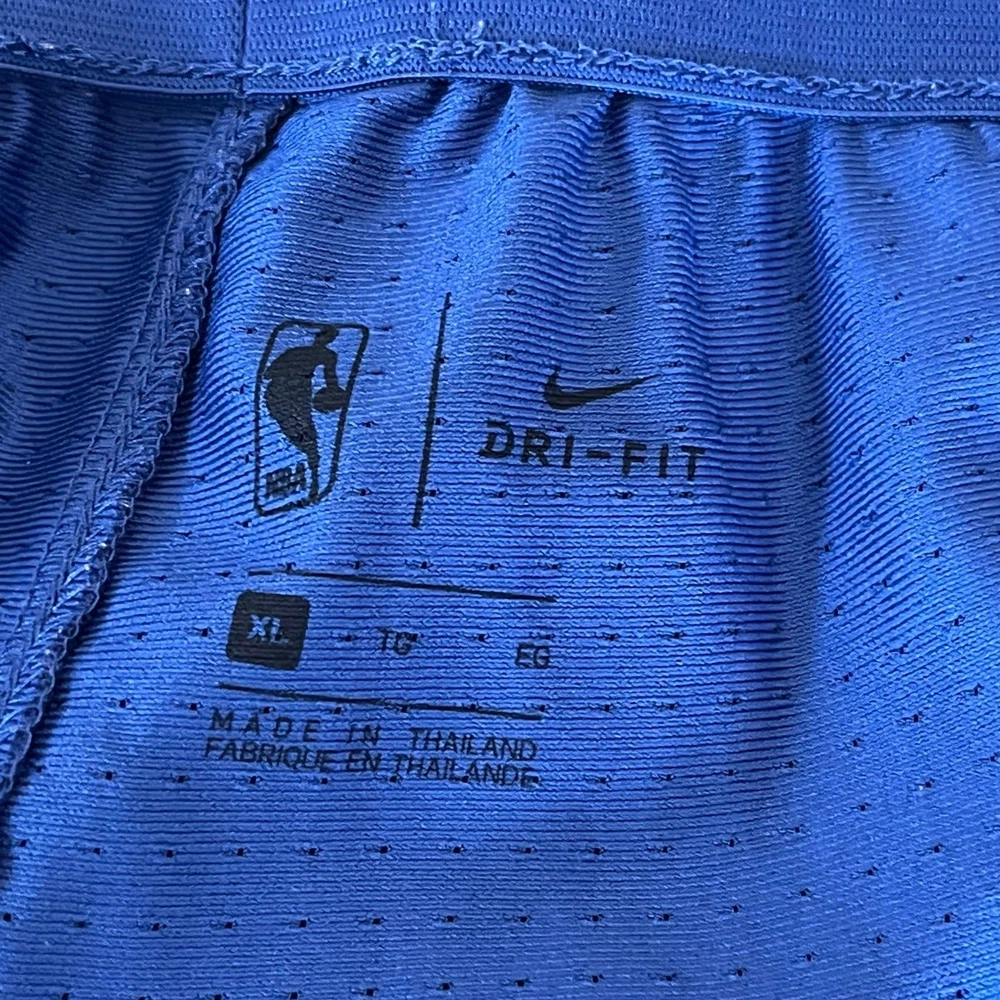 NBA
DRI-FIT
XL TG EG
MADE IN THAILAND
FABRIQUE EN THAILANDE